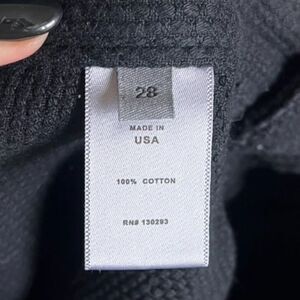 28
MADE IN
USA
100% COTTON
RN# 130293